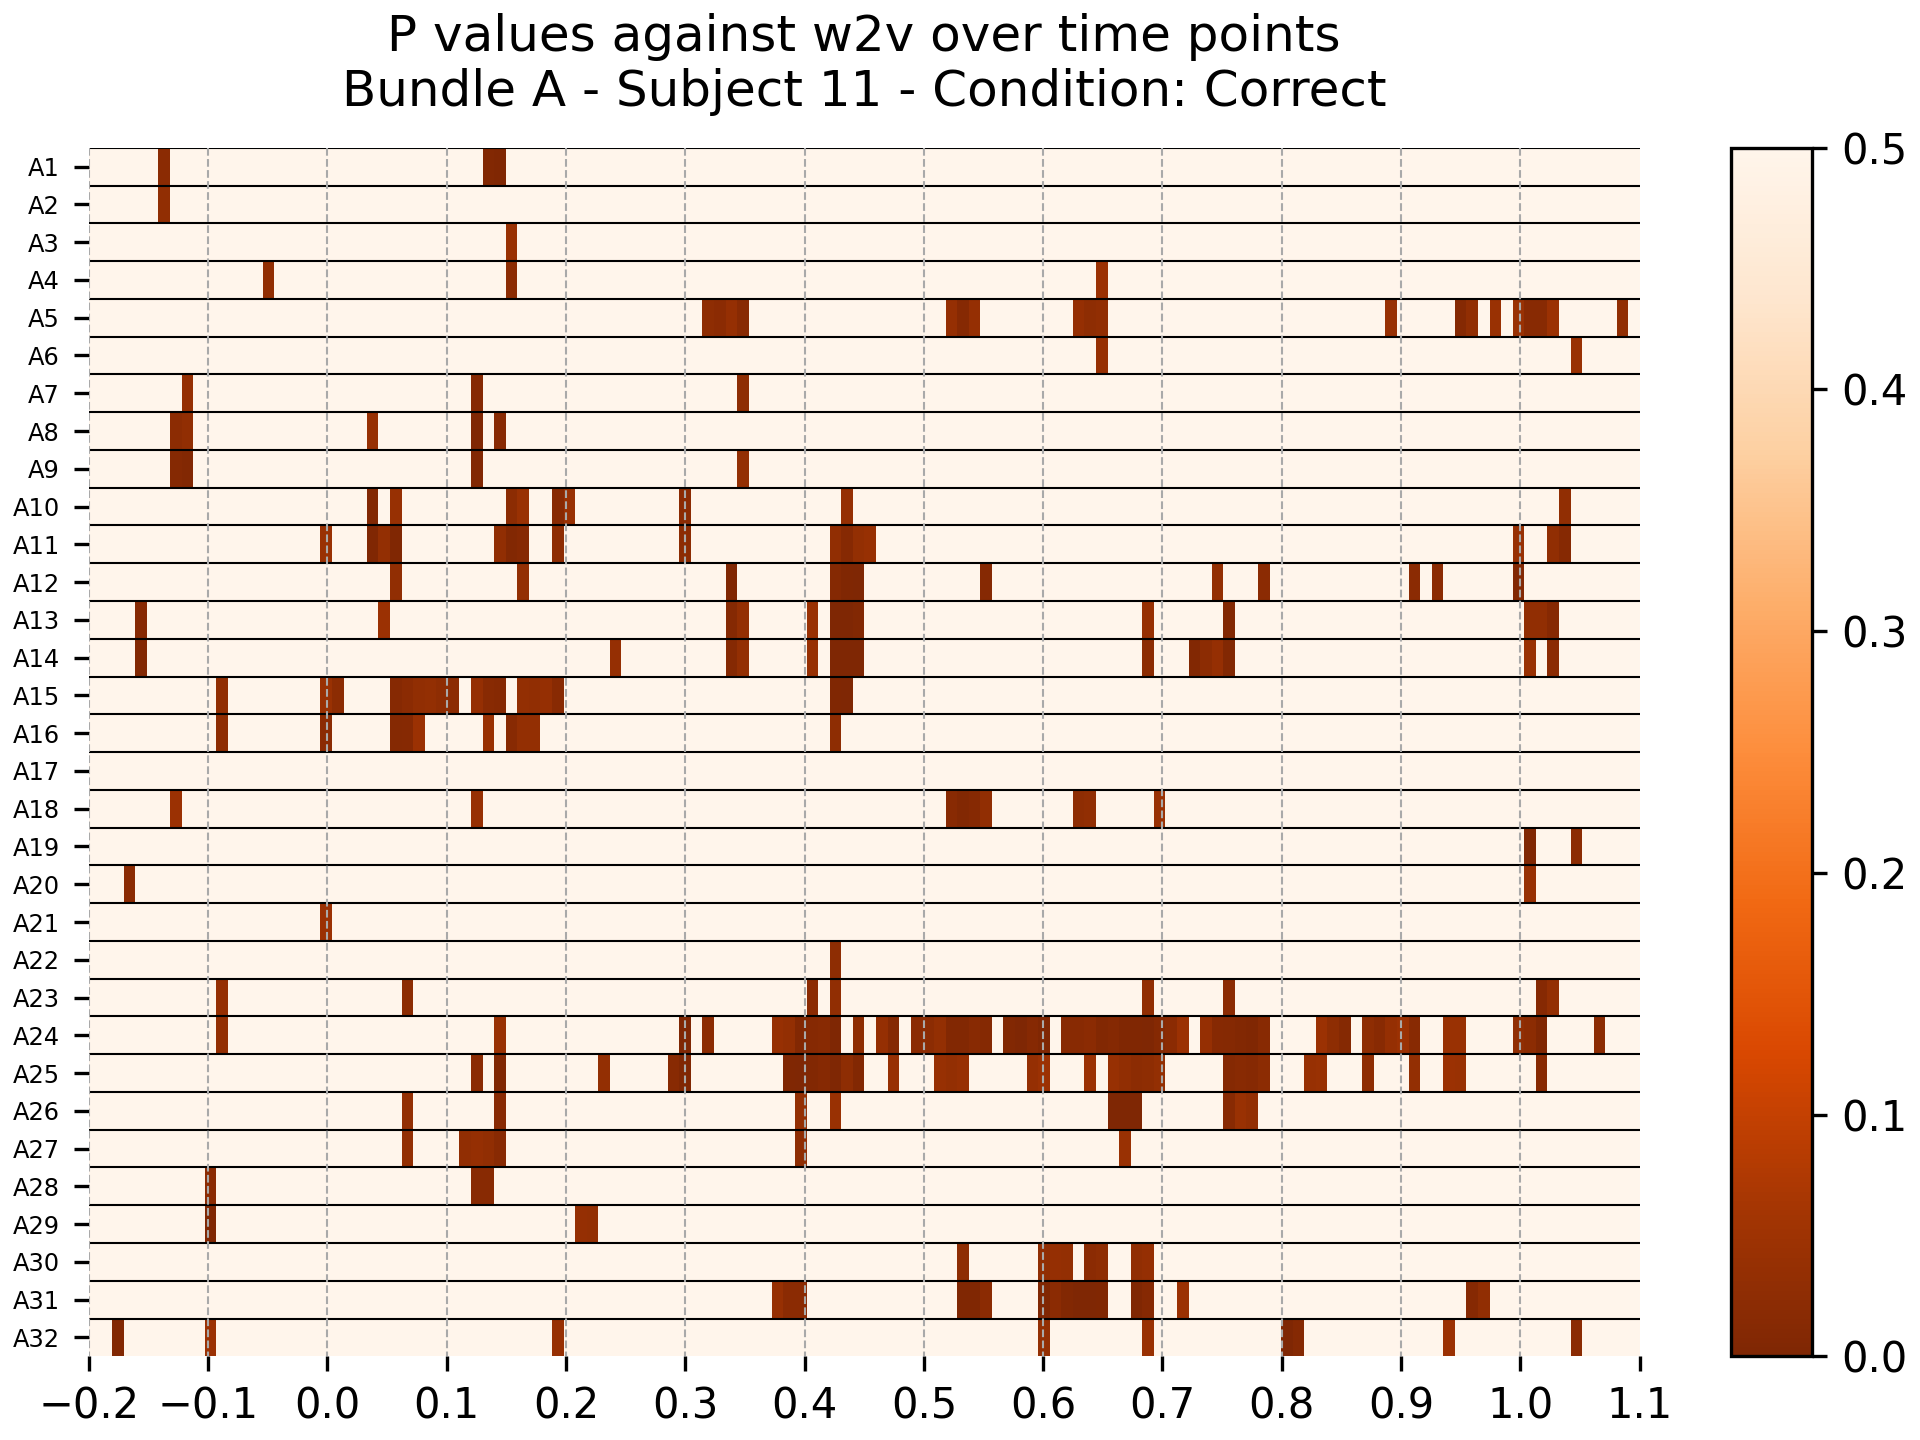 P values against w2v over time points
Bundle A - Subject 11 - Condition: Correct
A1
A2
A3
A4
A5
A6
A7
A8
A9
A10
A11
A12
A13
A14
A15
A16
A17
A18
A19
A20
A21
A22
A23
A24
A25
A26
A27
A28
A29
A30
A31
A32
−0.2 −0.1 0.0 0.1 0.2 0.3 0.4 0.5 0.6 0.7 0.8 0.9 1.0 1.1
0.5
0.4
0.3
0.2
0.1
0.0